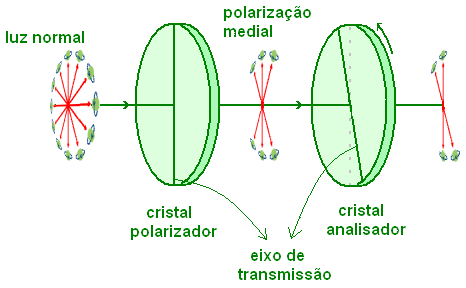 luz normal
polarização
medial
cristal
polarizador
cristal
analisador
eixo de
transmissão